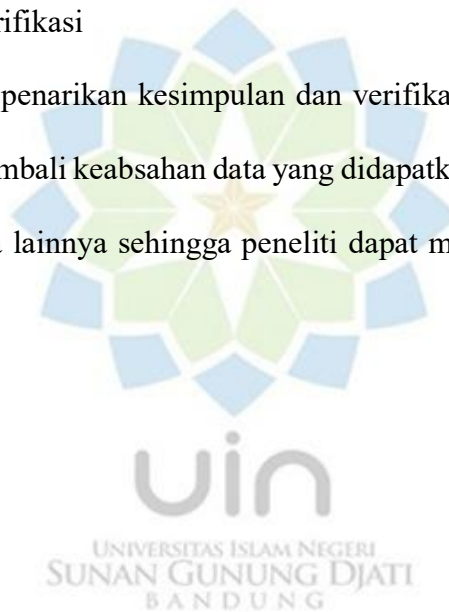 rifikasi
penarikan kesimpulan dan verifika
mbali keabsahan data yang didapatk
lainnya sehingga peneliti dapat m
uin
UNIVERSITAS ISLAM NEGERI
SUNAN GUNUNG DJATI
BANDUNG